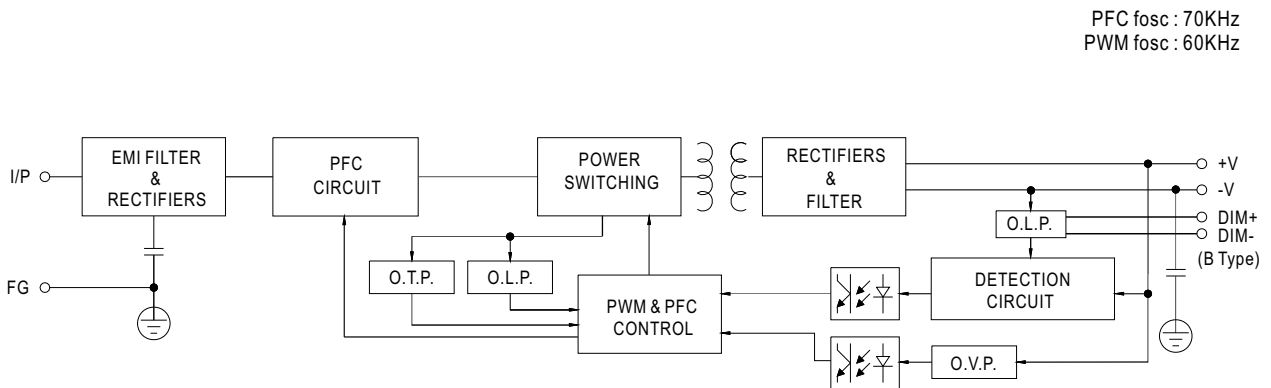 PFC fosc : 70KHz
PWM fosc : 60KHz
I/P
EMI FILTER
&
RECTIFIERS
PFC
CIRCUIT
POWER
SWITCHING
RECTIFIERS
&
FILTER
+V
-V
DIM+
DIM-
(B Type)
O.L.P.
O.T.P.
O.L.P.
DETECTION
CIRCUIT
FG
PWM & PFC
CONTROL
O.V.P.